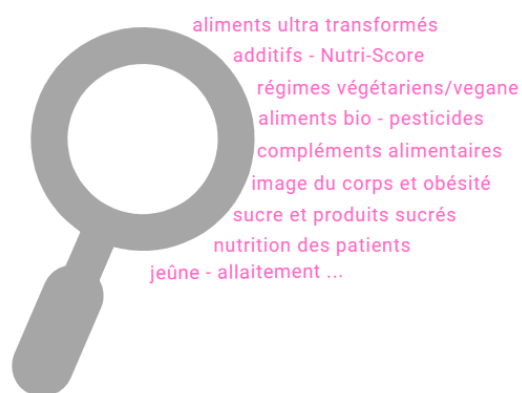 aliments ultra transformés
additifs - Nutri-Score
régimes végétariens/vegane
aliments bio - pesticides
compléments alimentaires
image du corps et obésité
sucre et produits sucrés
nutrition des patients
jeûne - allaitement ...